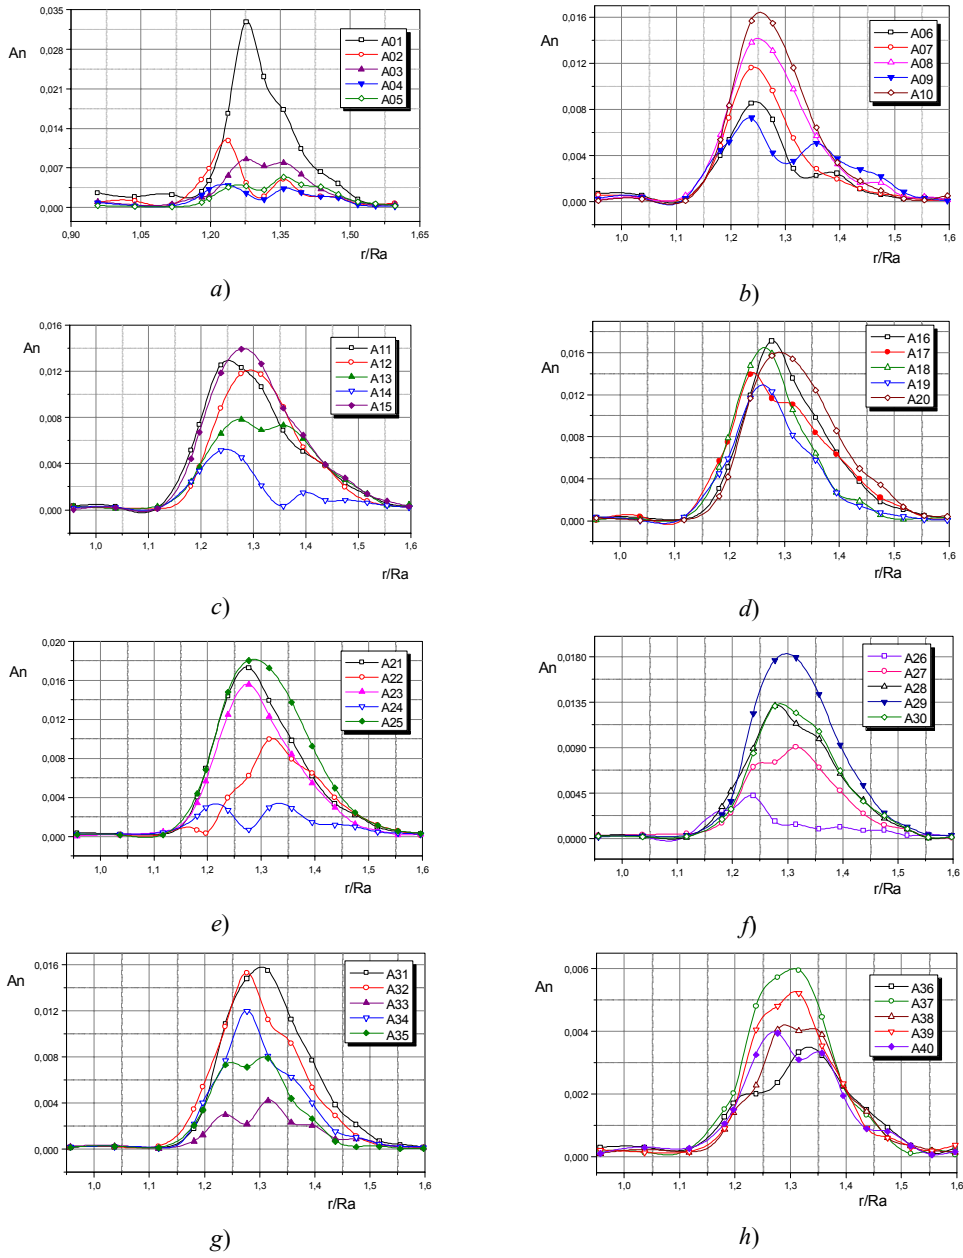 An
0,035
0,028
0,021
0,014
0,007
0,000
0,90 1,05 1,20 1,35 1,50 1,65
r/Ra
A01
A02
A03
A04
A05
a)
An
0,016
0,012
0,008
0,004
0,000
1,0 1,1 1,2 1,3 1,4 1,5 1,6
r/Ra
A06
A07
A08
A09
A10
b)
An
0,016
0,012
0,008
0,004
0,000
1,0 1,1 1,2 1,3 1,4 1,5 1,6
r/Ra
A11
A12
A13
A14
A15
c)
An
0,016
0,012
0,008
0,004
0,000
1,0 1,1 1,2 1,3 1,4 1,5 1,6
r/Ra
A16
A17
A18
A19
A20
d)
An
0,020
0,016
0,012
0,008
0,004
0,000
1,0 1,1 1,2 1,3 1,4 1,5 1,6
r/Ra
A21
A22
A23
A24
A25
e)
An
0,0180
0,0135
0,0090
0,0045
0,0000
1,0 1,1 1,2 1,3 1,4 1,5 1,6
r/Ra
A26
A27
A28
A29
A30
f)
An
0,016
0,012
0,008
0,004
0,000
1,0 1,1 1,2 1,3 1,4 1,5 1,6
r/Ra
A31
A32
A33
A34
A35
g)
An
0,006
0,004
0,002
0,000
1,0 1,1 1,2 1,3 1,4 1,5 1,6
r/Ra
A36
A37
A38
A39
A40
h)